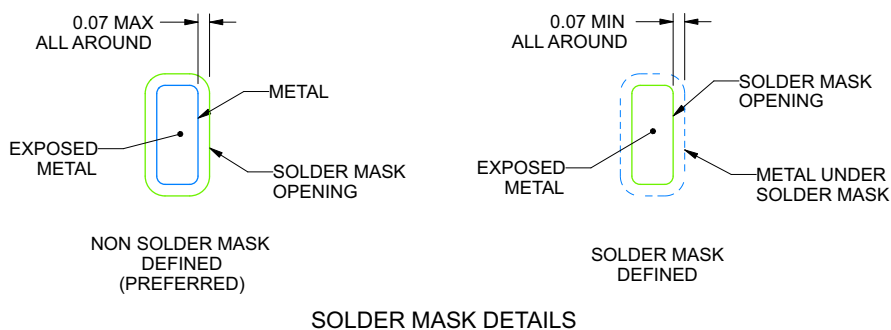 0.07 MAX
ALL AROUND
METAL
EXPOSED
METAL
SOLDER MASK
OPENING
NON SOLDER MASK
DEFINED
(PREFERRED)
0.07 MIN
ALL AROUND
SOLDER MASK
OPENING
EXPOSED
METAL
METAL UNDER
SOLDER MASK
SOLDER MASK
DEFINED
SOLDER MASK DETAILS